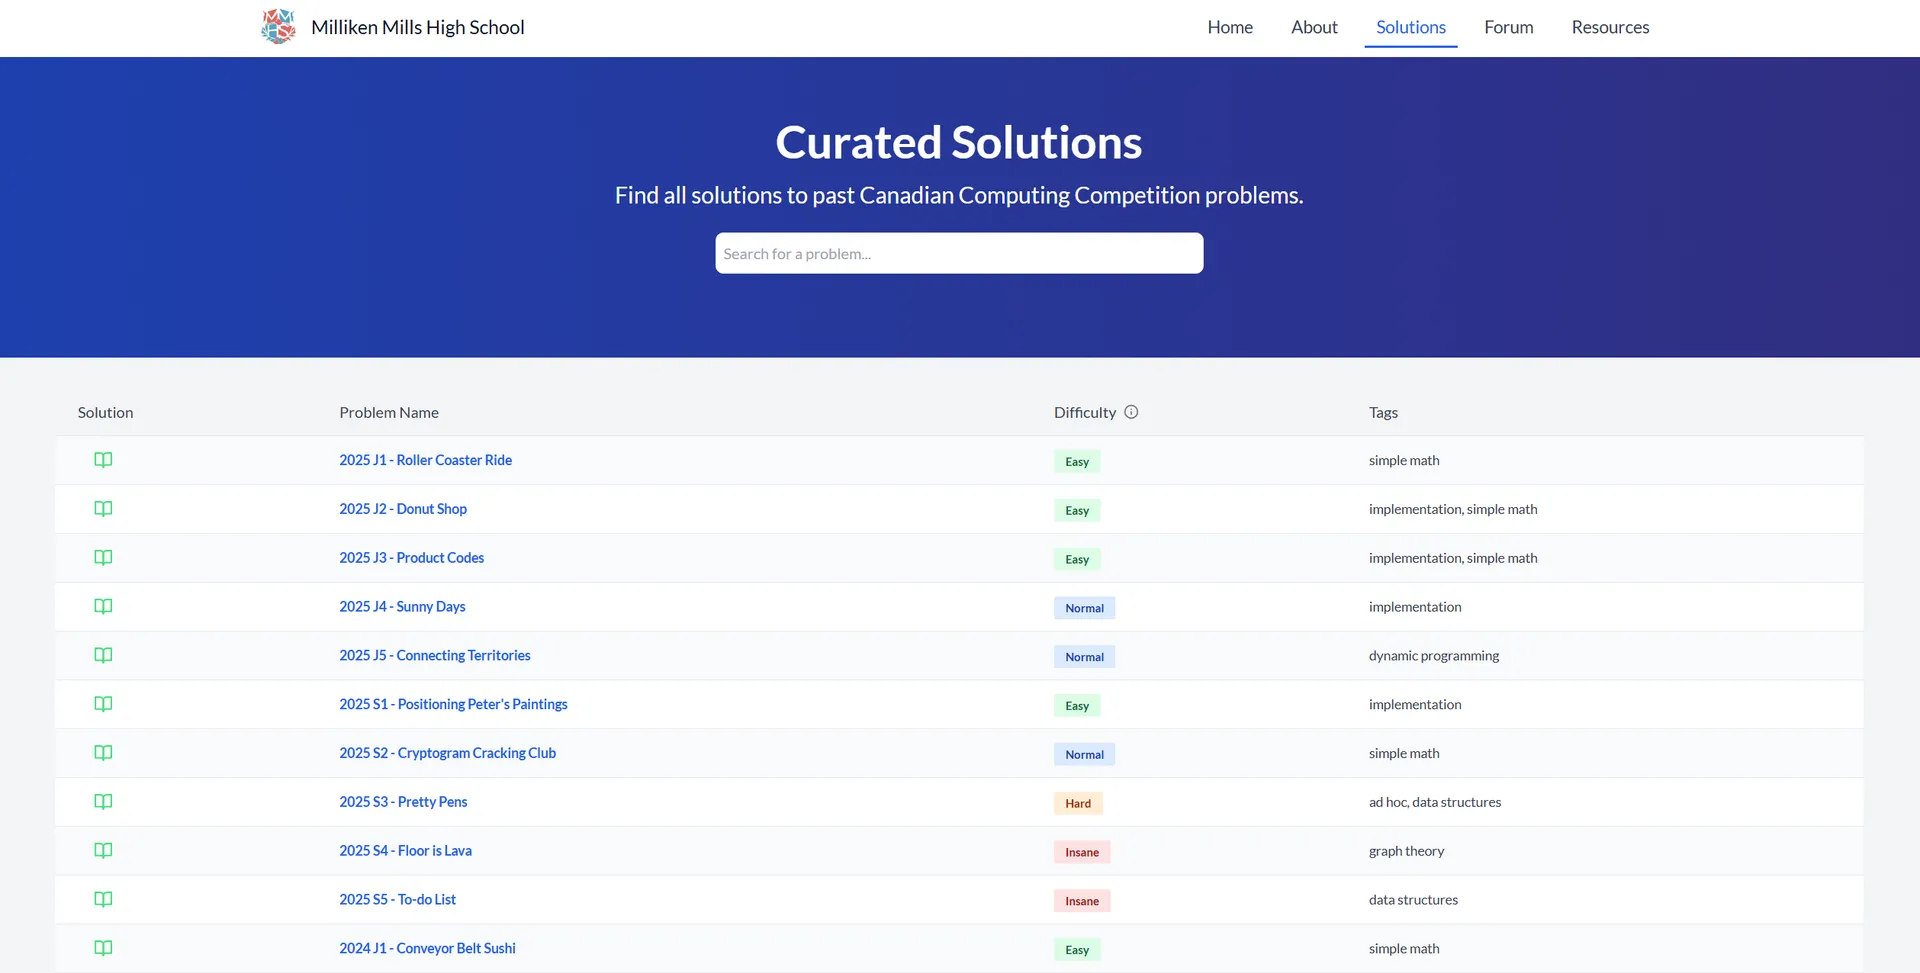 Milliken Mills High School
Home About Solutions Forum Resources
Curated Solutions
Find all solutions to past Canadian Computing Competition problems.
Search for a problem...
Solution Problem Name Difficulty Tags
2025 J1 - Roller Coaster Ride Easy simple math
2025 J2 - Donut Shop Easy implementation, simple math
2025 J3 - Product Codes Easy implementation, simple math
2025 J4 - Sunny Days Normal implementation
2025 J5 - Connecting Territories Normal dynamic programming
2025 S1 - Positioning Peter's Paintings Easy implementation
2025 S2 - Cryptogram Cracking Club Normal simple math
2025 S3 - Pretty Pens Hard ad hoc, data structures
2025 S4 - Floor is Lava Insane graph theory
2025 S5 - To-do List Insane data structures
2024 J1 - Conveyor Belt Sushi Easy simple math